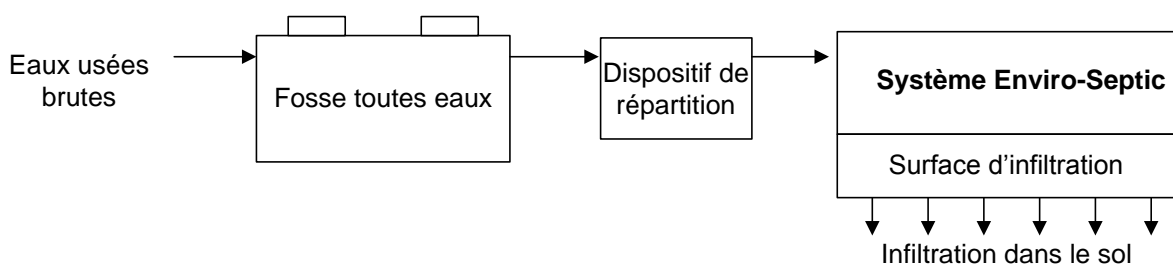 Eaux usées
brutes
Fosse toutes eaux
Dispositif de
répartition
Système Enviro-Septic
Surface d’infiltration
Infiltration dans le sol